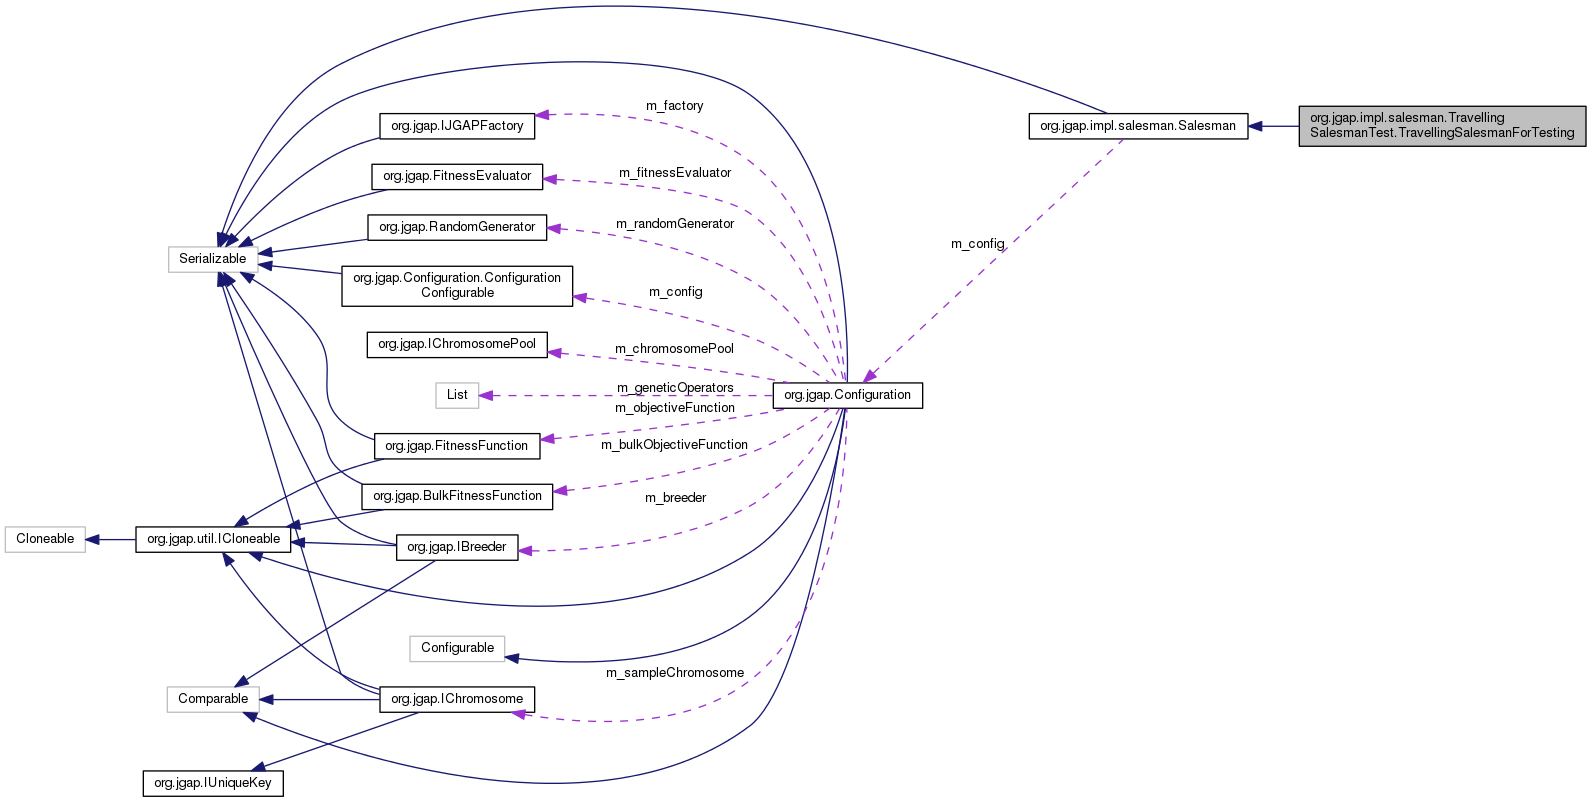 m_factory
org.jgap.IJGAPFactory
org.jgap.impl.salesman.Salesman
org.jgap.impl.salesman.Travelling
SalesmanTest.TravellingSalesmanForTesting
org.jgap.FitnessEvaluator
m_fitnessEvaluator
org.jgap.RandomGenerator
m_randomGenerator
m_config
Serializable
org.jgap.Configuration.Configuration
Configurable
m_config
org.jgap.IChromosomePool
m_chromosomePool
List
m_geneticOperators
org.jgap.Configuration
m_objectiveFunction
org.jgap.FitnessFunction
m_bulkObjectiveFunction
org.jgap.BulkFitnessFunction
m_breeder
Cloneable
org.jgap.util.ICloneable
org.jgap.IBreeder
Configurable
m_sampleChromosome
Comparable
org.jgap.IChromosome
org.jgap.IUniqueKey